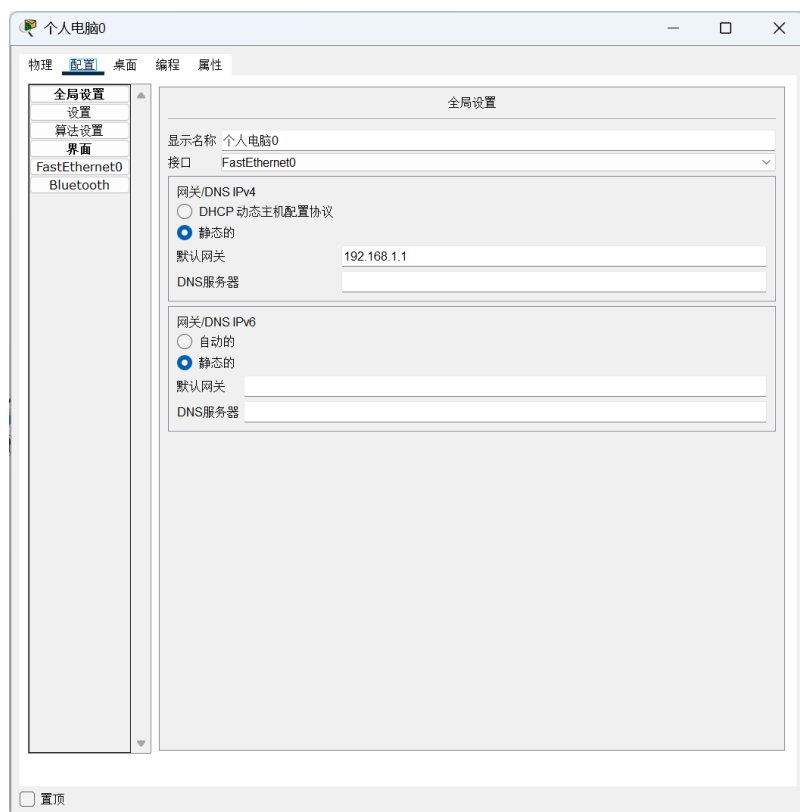 个人电脑0
物理 配置 桌面 编程 属性
全局设置
设置
算法设置
界面
FastEthernet0
Bluetooth
全局设置
显示名称 个人电脑0
接口 FastEthernet0
网关/DNS IPv4
DHCP 动态主机配置协议
静态的
默认网关 192.168.1.1
DNS服务器
网关/DNS IPv6
自动的
静态的
默认网关
DNS服务器
置顶